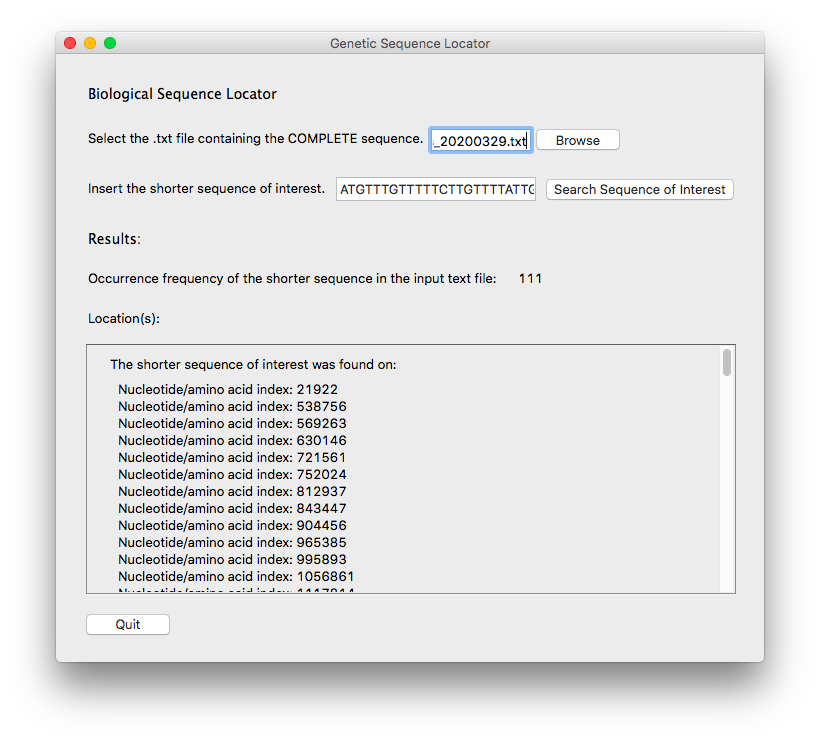 Genetic Sequence Locator
Biological Sequence Locator
Select the .txt file containing the COMPLETE sequence. _20200329.txt Browse
Insert the shorter sequence of interest. ATGTTTGTTTTTCTTGTTTTATTG Search Sequence of Interest
Results:
Occurrence frequency of the shorter sequence in the input text file: 111
Location(s):
The shorter sequence of interest was found on:
Nucleotide/amino acid index: 21922
Nucleotide/amino acid index: 538756
Nucleotide/amino acid index: 569263
Nucleotide/amino acid index: 630146
Nucleotide/amino acid index: 721561
Nucleotide/amino acid index: 752024
Nucleotide/amino acid index: 812937
Nucleotide/amino acid index: 843447
Nucleotide/amino acid index: 904456
Nucleotide/amino acid index: 965385
Nucleotide/amino acid index: 995893
Nucleotide/amino acid index: 1056861
Nucleotide/amino acid index:
Quit